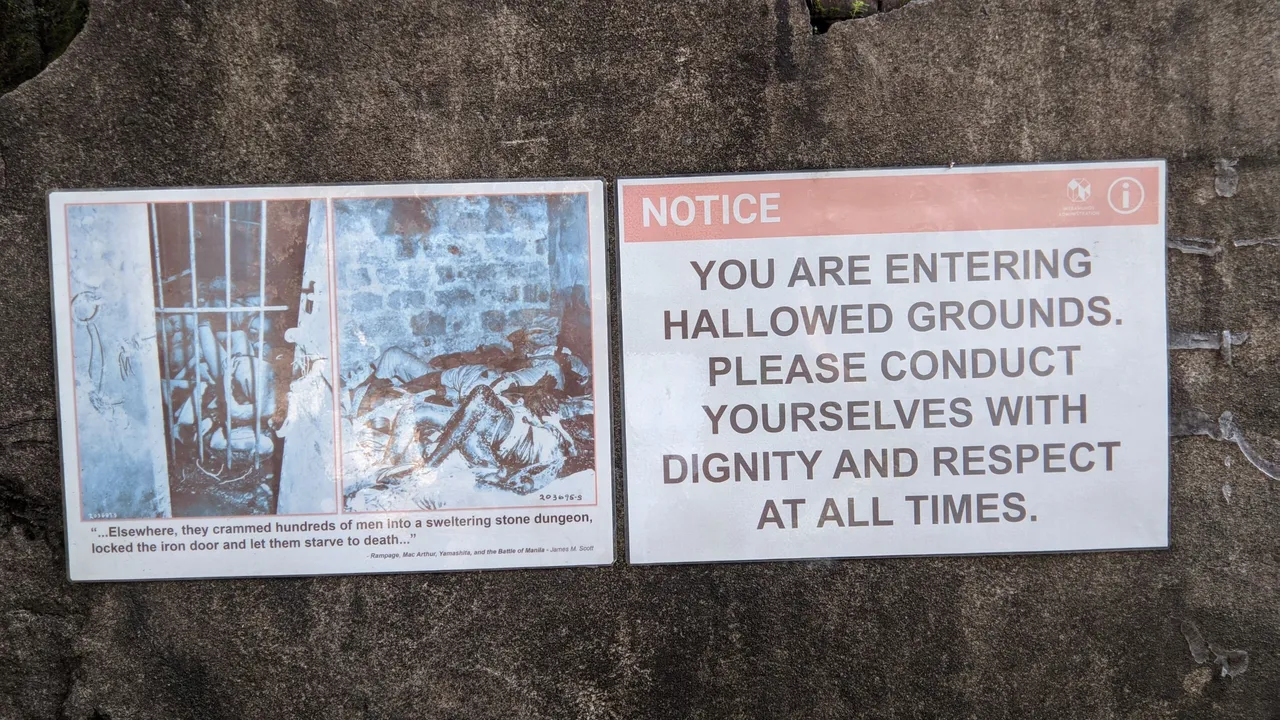 203695-S
"...Elsewhere, they crammed hundreds of men into a sweltering stone dungeon,
locked the iron door and let them starve to death..."
- Rampage, Mac Arthur, Yamashita, and the Battle of Manila - James M. Scott
NOTICE
YOU ARE ENTERING
HALLOWED GROUNDS.
PLEASE CONDUCT
YOURSELVES WITH
DIGNITY AND RESPECT
AT ALL TIMES.